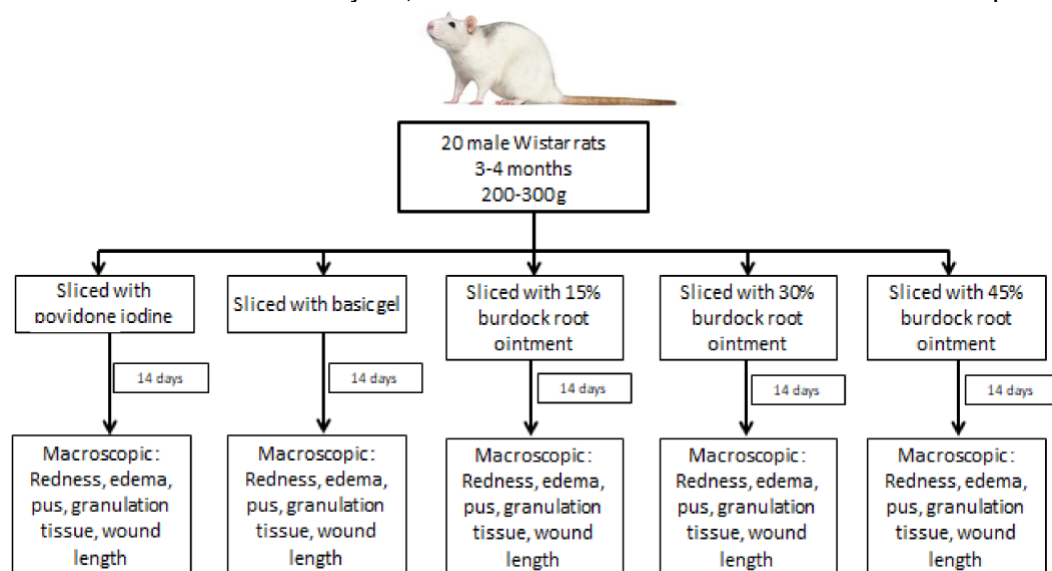 20 male Wistar rats
3-4 months
200-300g
Sliced with
povidone iodine
Sliced with basic gel
Sliced with 15%
burdock root
ointment
Sliced with 30%
burdock root
ointment
Sliced with 45%
burdock root
ointment
14 days
14 days
14 days
14 days
14 days
Macroscopic:
Redness, edema,
pus, granulation
tissue, wound
length
Macroscopic:
Redness, edema,
pus, granulation
tissue, wound
length
Macroscopic:
Redness, edema,
pus, granulation
tissue, wound
length
Macroscopic:
Redness, edema,
pus, granulation
tissue, wound
length
Macroscopic:
Redness, edema,
pus, granulation
tissue, wound
length